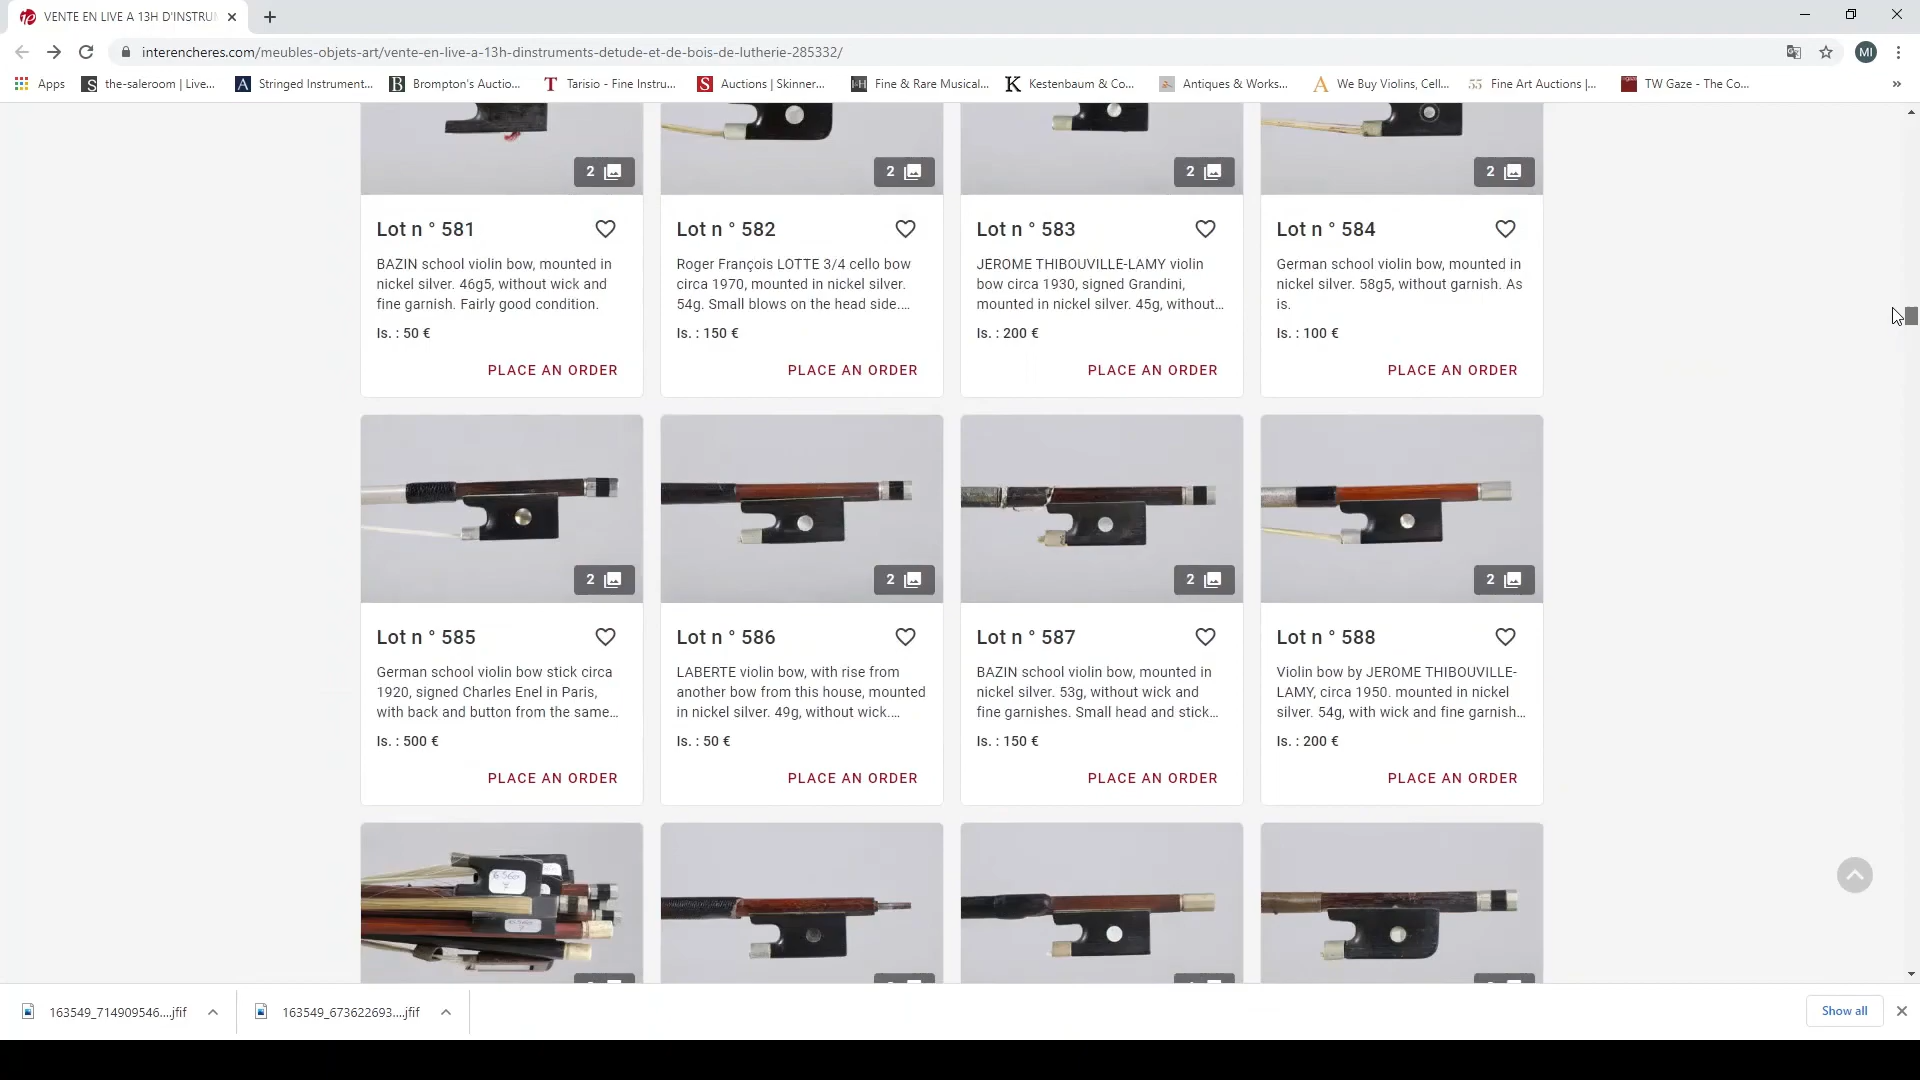 VENTE EN LIVE A 13H D'INSTRUM
interencheres.com/meubles-objets-art/vente-en-live-a-13h-dinstruments-detude-et-de-bois-de-lutherie-285332/
MI
Apps
the-saleroom | Live...
Stringed Instrument...
Brompton's Auctio...
Tarisio - Fine Instru...
Auctions | Skinner...
Fine & Rare Musical...
Kestenbaum & Co...
Antiques & Works...
We Buy Violins, Cell...
Fine Art Auctions |...
TW Gaze - The Co...
2
2
2
2
Lot n ° 581
BAZIN school violin bow, mounted in
nickel silver. 46g5, without wick and
fine garnish. Fairly good condition.
Is. : 50 €
PLACE AN ORDER
Lot n ° 582
Roger François LOTTE 3/4 cello bow
circa 1970, mounted in nickel silver.
54g. Small blows on the head side....
Is. : 150 €
PLACE AN ORDER
Lot n ° 583
JEROME THIBOUVILLE-LAMY violin
bow circa 1930, signed Grandini,
mounted in nickel silver. 45g, without...
Is. : 200 €
PLACE AN ORDER
Lot n ° 584
German school violin bow, mounted in
nickel silver. 58g5, without garnish. As
is.
Is. : 100 €
PLACE AN ORDER
2
2
2
2
Lot n ° 585
German school violin bow stick circa
1920, signed Charles Enel in Paris,
with back and button from the same...
Is. : 500 €
PLACE AN ORDER
Lot n ° 586
LABERTE violin bow, with rise from
another bow from this house, mounted
in nickel silver. 49g, without wick....
Is. : 50 €
PLACE AN ORDER
Lot n ° 587
BAZIN school violin bow, mounted in
nickel silver. 53g, without wick and
fine garnishes. Small head and stick...
Is. : 150 €
PLACE AN ORDER
Lot n ° 588
Violin bow by JEROME THIBOUVILLE-
LAMY, circa 1950. mounted in nickel
silver. 54g, with wick and fine garnish...
Is. : 200 €
PLACE AN ORDER
163549_714909546....jfif
163549_673622693....jfif
Show all